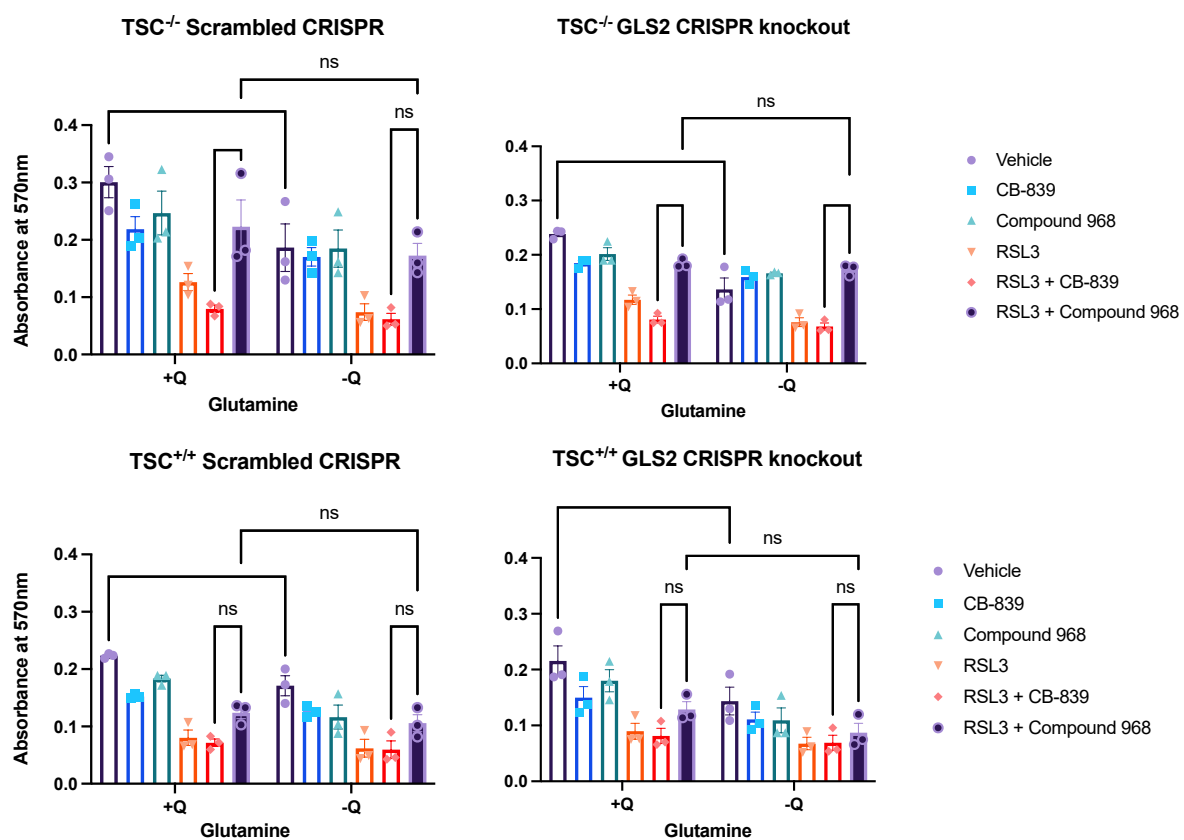 TSC-/- Scrambled CRISPR
TSC-/- GLS2 CRISPR knockout
ns
ns
ns
Absorbance at 570nm
0.4
0.3
0.2
0.1
0.0
+Q
-Q
Glutamine
0.4
0.3
0.2
0.1
0.0
+Q
-Q
Glutamine
Vehicle
CB-839
Compound 968
RSL3
RSL3 + CB-839
RSL3 + Compound 968
TSC+/+ Scrambled CRISPR
TSC+/+ GLS2 CRISPR knockout
ns
ns
ns
Absorbance at 570nm
0.4
0.3
0.2
0.1
0.0
+Q
-Q
Glutamine
ns
ns
ns
0.4
0.3
0.2
0.1
0.0
+Q
-Q
Glutamine
Vehicle
CB-839
Compound 968
RSL3
RSL3 + CB-839
RSL3 + Compound 968